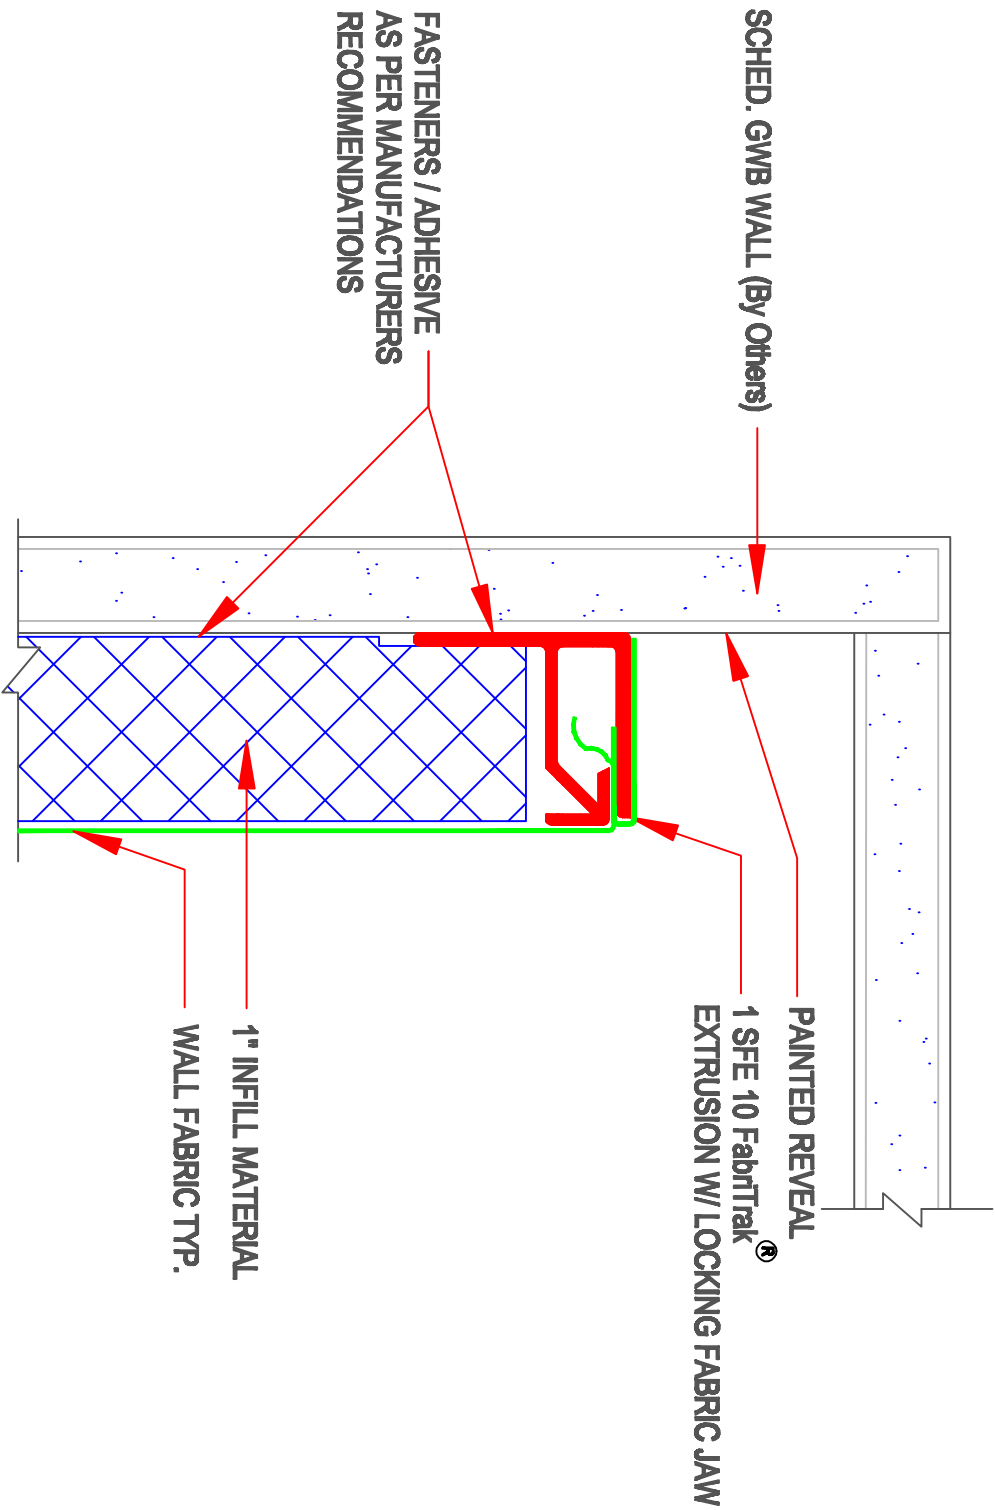 SCHED. GWB WALL (By Others)
FASTENERS / ADHESIVE
AS PER MANUFACTURERS
RECOMMENDATIONS
PAINTED REVEAL
1 SFE 10 FabriTrak ®
EXTRUSION W/ LOCKING FABRIC JAW
1" INFILL MATERIAL
WALL FABRIC TYP.